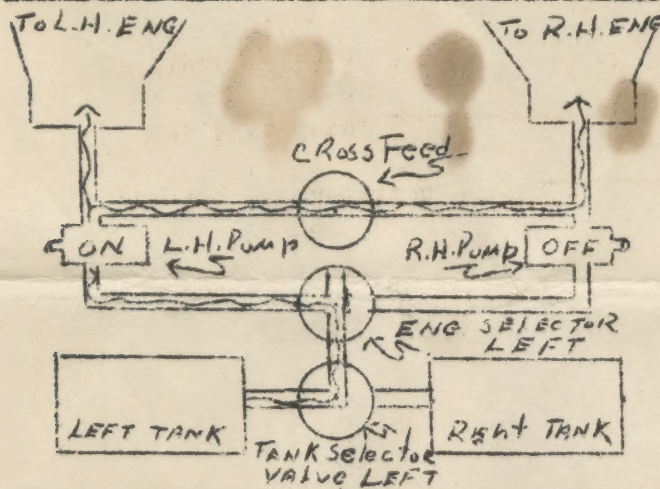 To L.H. ENG
To R.H. ENG
CROSS Feed
ON
L.H. PUMP
R.H. PUMP
OFF
ENG. SELECTOR
LEFT
LEFT TANK
Right TANK
TANK Selector
VALVE LEFT